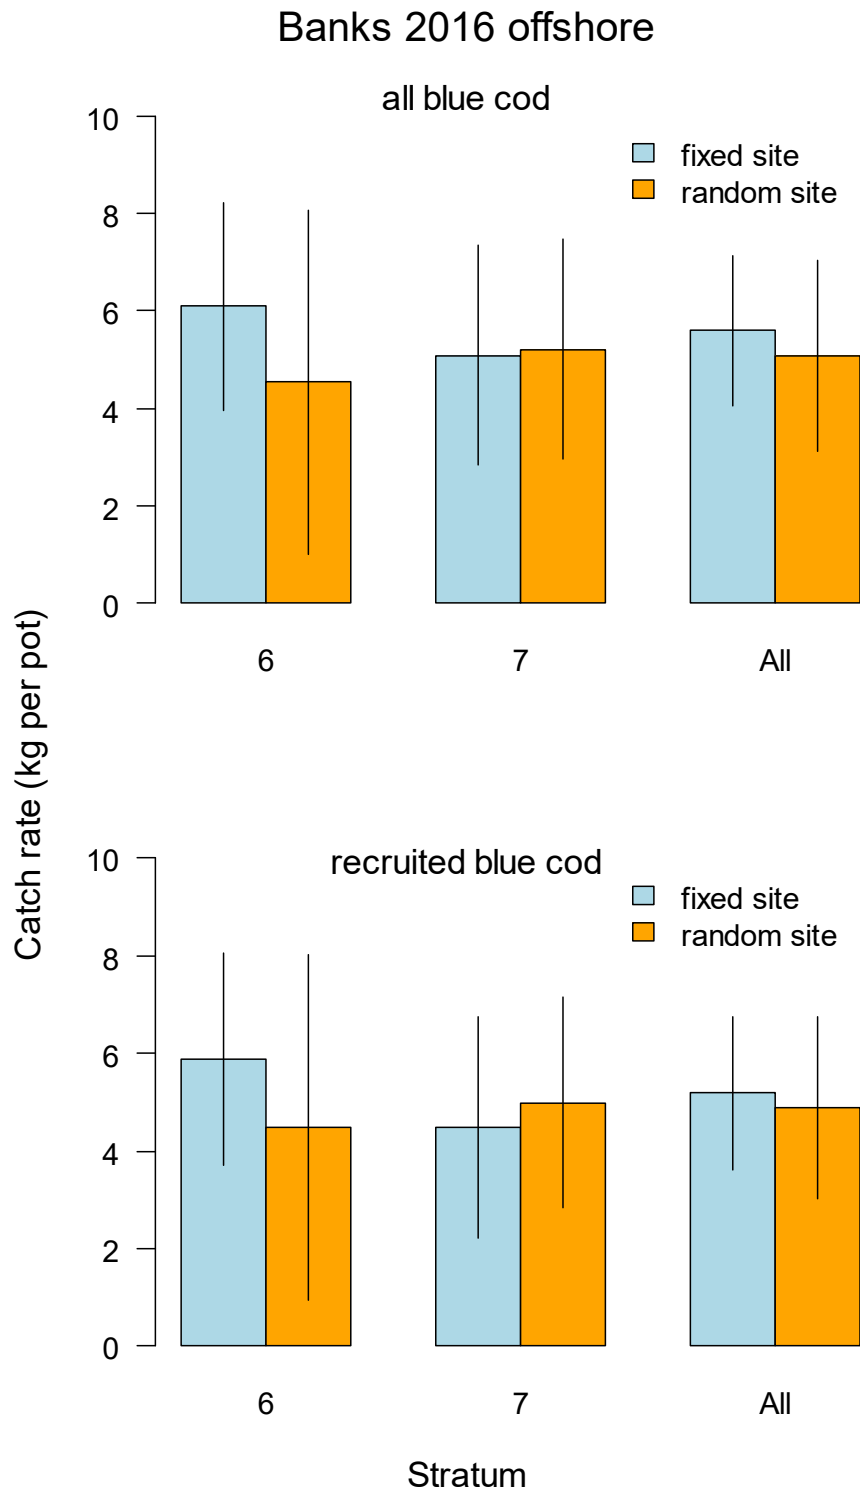 Banks 2016 offshore
all blue cod
fixed site
random site
10
8
6
4
2
0
6 7 All
Catch rate (kg per pot)
recruited blue cod
fixed site
random site
10
8
6
4
2
0
6 7 All
Stratum